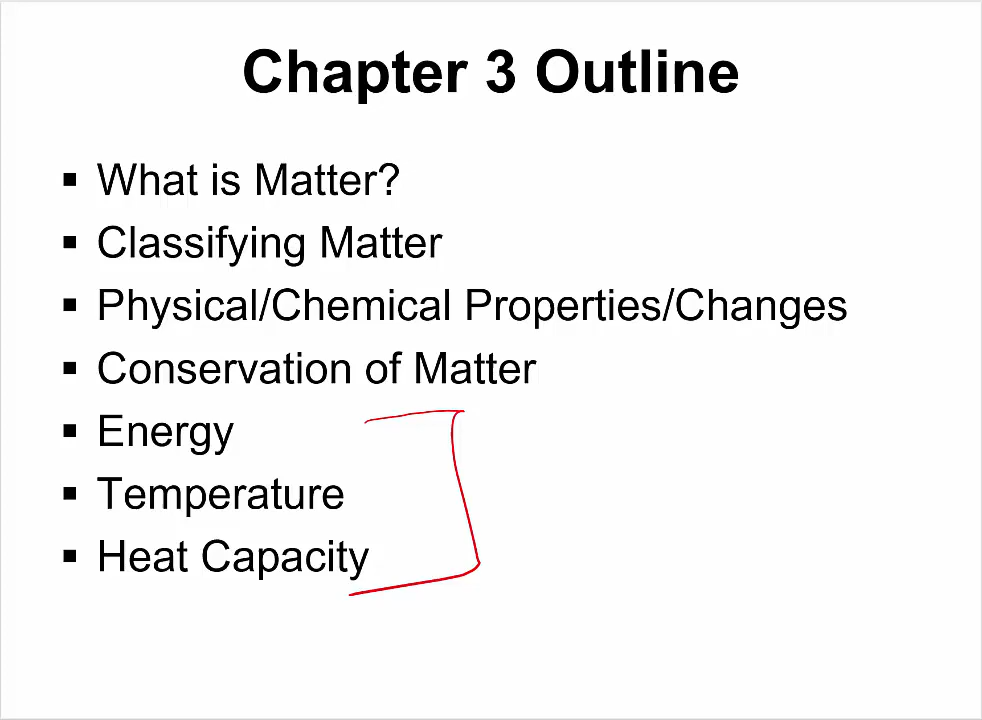 Chapter 3 Outline
▪ What is Matter?
▪ Classifying Matter
▪ Physical/Chemical Properties/Changes
▪ Conservation of Matter
▪ Energy
▪ Temperature
▪ Heat Capacity